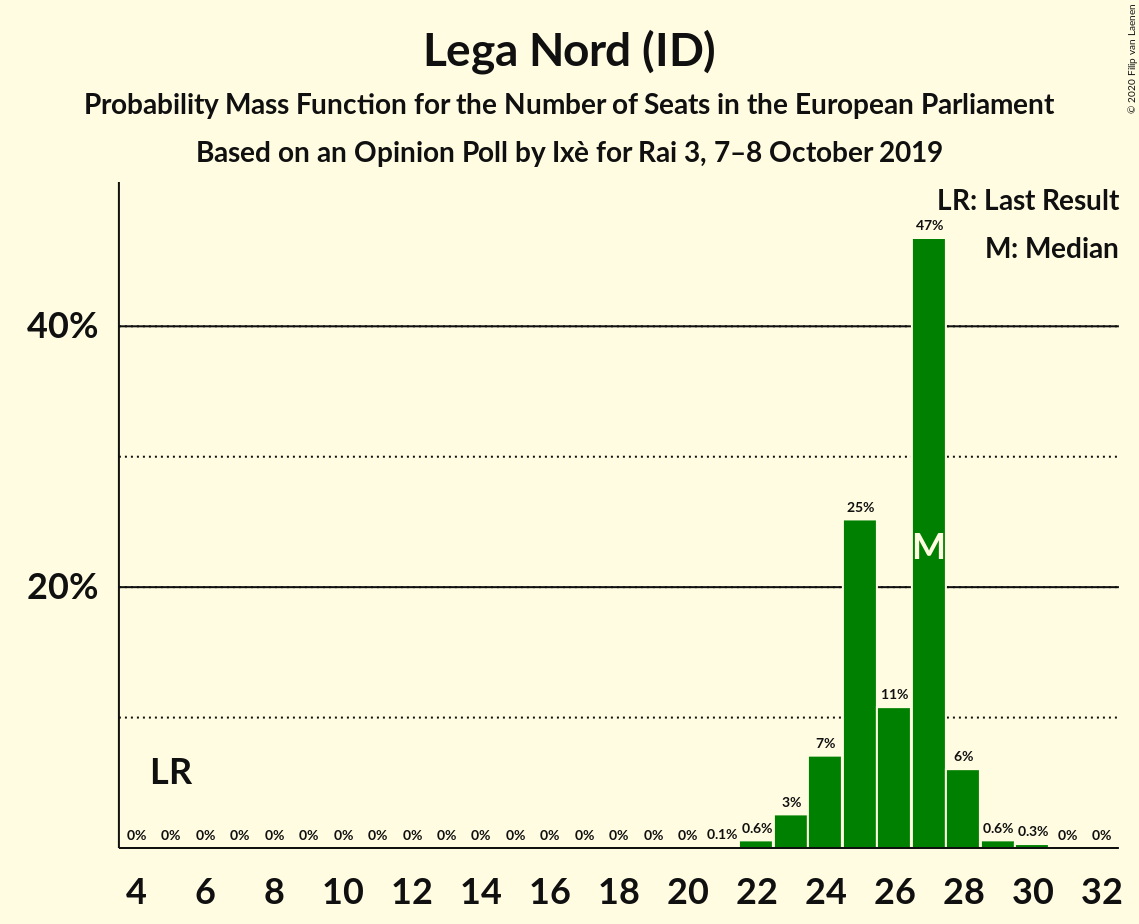 Lega Nord (ID)
Probability Mass Function for the Number of Seats in the European Parliament
Based on an Opinion Poll by Ixè for Rai 3, 7–8 October 2019
© 2020 Filip van Laenen
LR: Last Result
M: Median
47%
40%
25%
M
20%
11%
7%
6%
LR
3%
0% 0% 0% 0% 0% 0% 0% 0% 0% 0% 0% 0% 0% 0% 0% 0% 0% 0.1% 0.6% 0.6% 0.3% 0% 0%
4 6 8 10 12 14 16 18 20 22 24 26 28 30 32